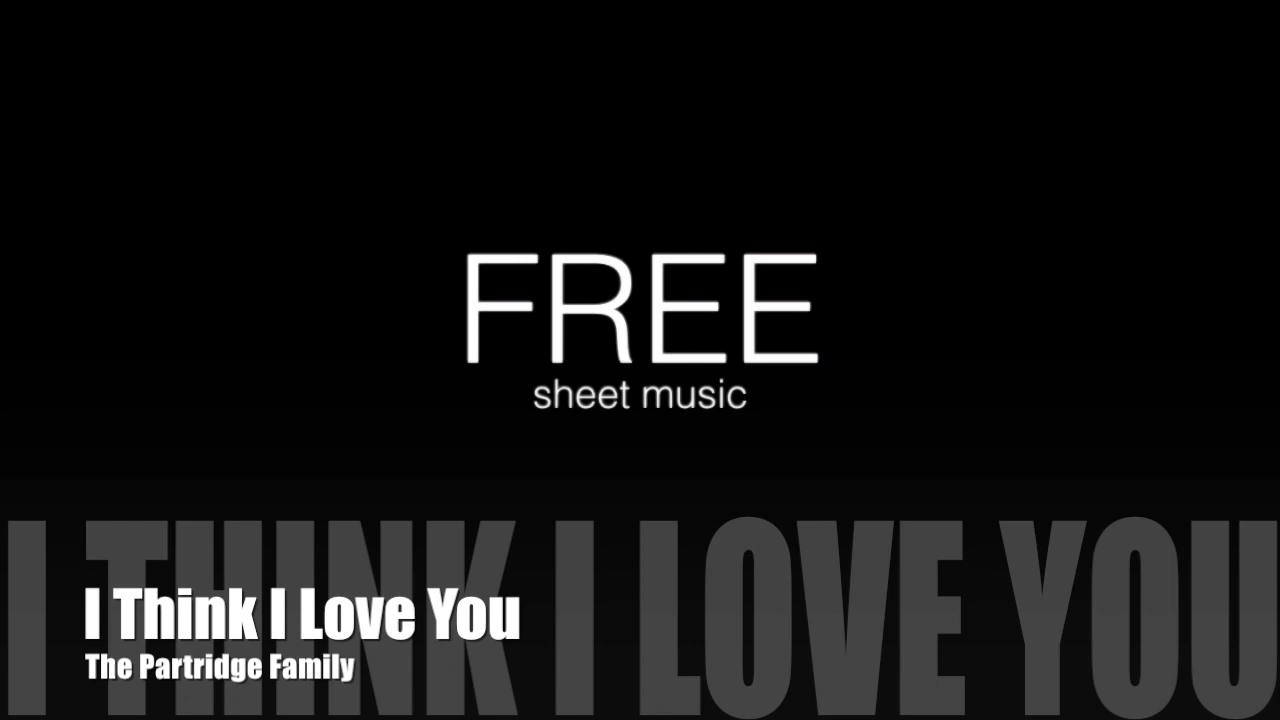 FREE
sheet music
I THINK I LOVE YOU
I Think I Love You
The Partridge Family